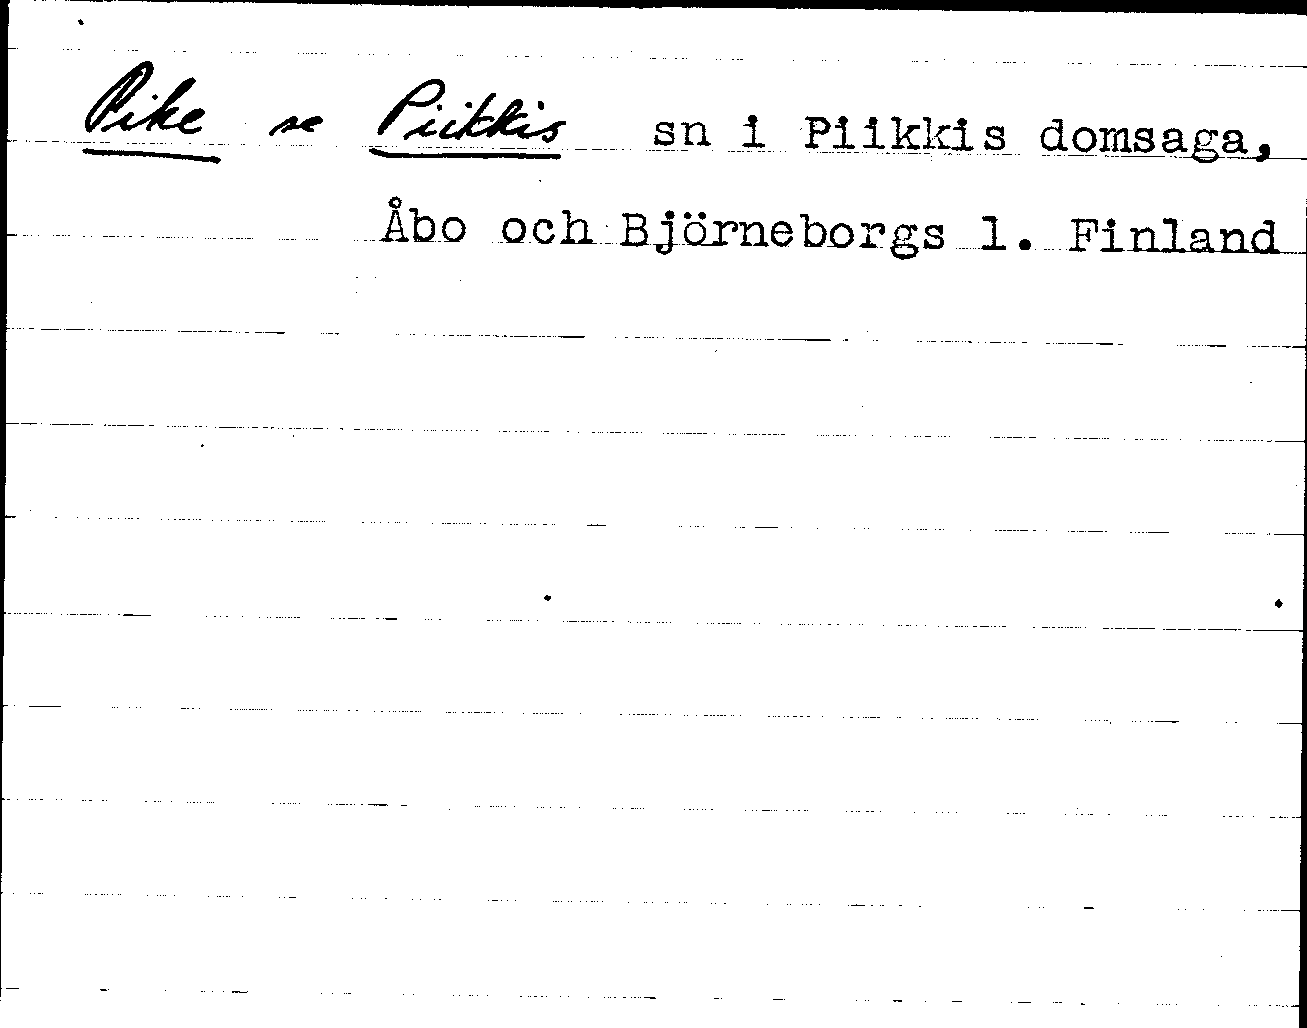 Pike se Piikkis sn i Piikkis domsaga,
Åbo och Björneborgs l. Finland